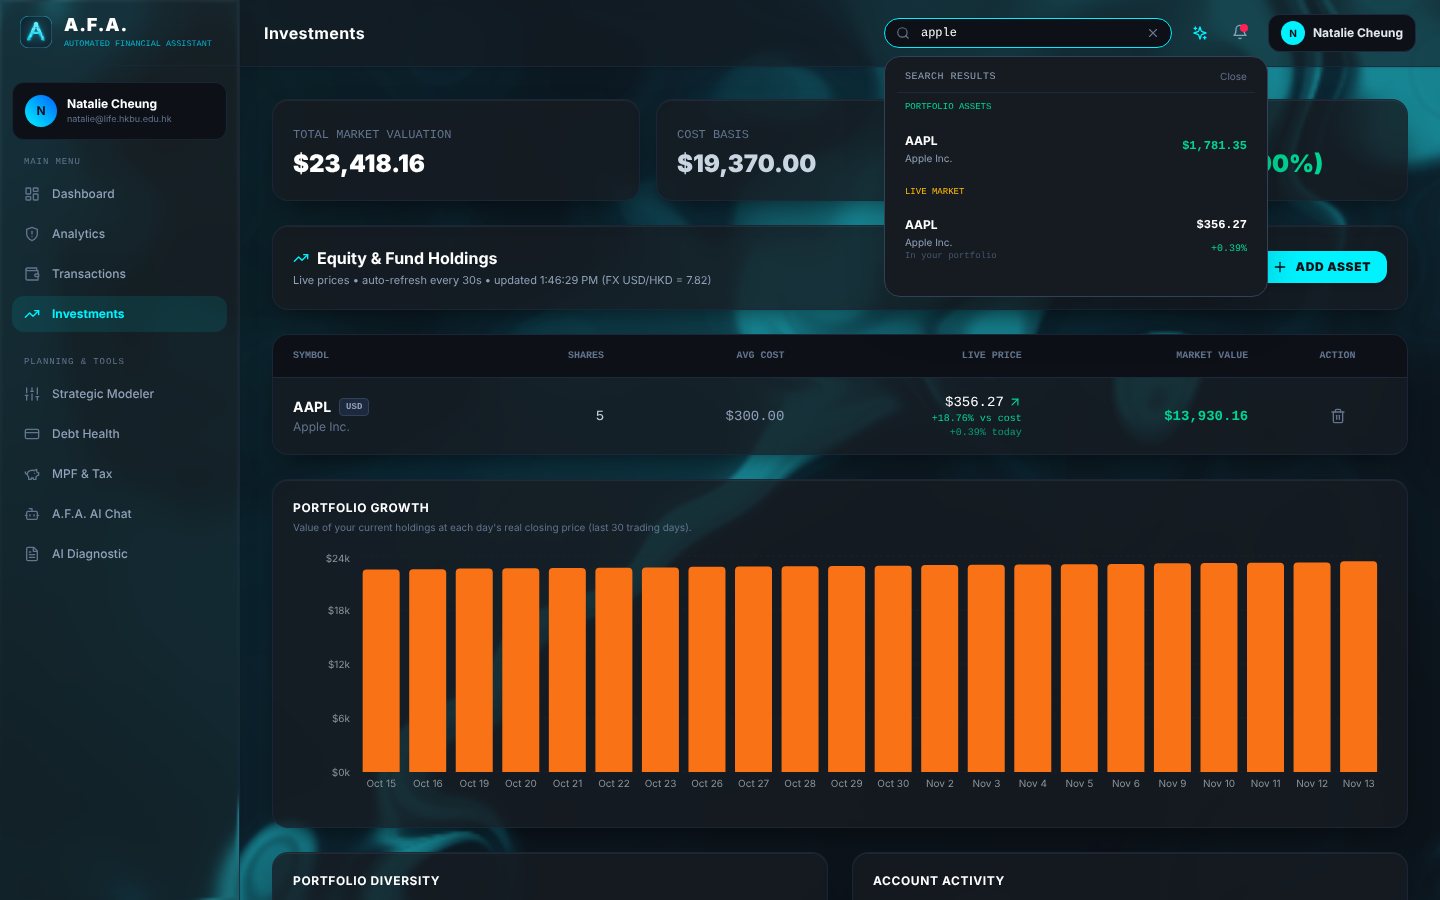 A.F.A.
AUTOMATED FINANCIAL ASSISTANT
Natalie Cheung
natalie@life.hkbu.edu.hk
MAIN MENU
Dashboard
Analytics
Transactions
Investments
PLANNING & TOOLS
Strategic Modeler
Debt Health
MPF & Tax
A.F.A. AI Chat
AI Diagnostic
Investments
apple
N Natalie Cheung
SEARCH RESULTS Close
PORTFOLIO ASSETS
AAPL
Apple Inc.
$1,781.35
LIVE MARKET
AAPL $356.27
Apple Inc. +0.39%
In your portfolio
TOTAL MARKET VALUATION
$23,418.16
COST BASIS
$19,370.00
00%)
Equity & Fund Holdings
Live prices • auto-refresh every 30s • updated 1:46:29 PM (FX USD/HKD = 7.82)
+ ADD ASSET
SYMBOL SHARES AVG COST LIVE PRICE MARKET VALUE ACTION
AAPL USD
Apple Inc.
5 $300.00 $356.27
+18.76% vs cost
+0.39% today
$13,930.16
PORTFOLIO GROWTH
Value of your current holdings at each day's real closing price (last 30 trading days).
$24k
$18k
$12k
$6k
$0k
Oct 15 Oct 16 Oct 19 Oct 20 Oct 21 Oct 22 Oct 23 Oct 26 Oct 27 Oct 28 Oct 29 Oct 30 Nov 2 Nov 3 Nov 4 Nov 5 Nov 6 Nov 9 Nov 10 Nov 11 Nov 12 Nov 13
PORTFOLIO DIVERSITY
ACCOUNT ACTIVITY